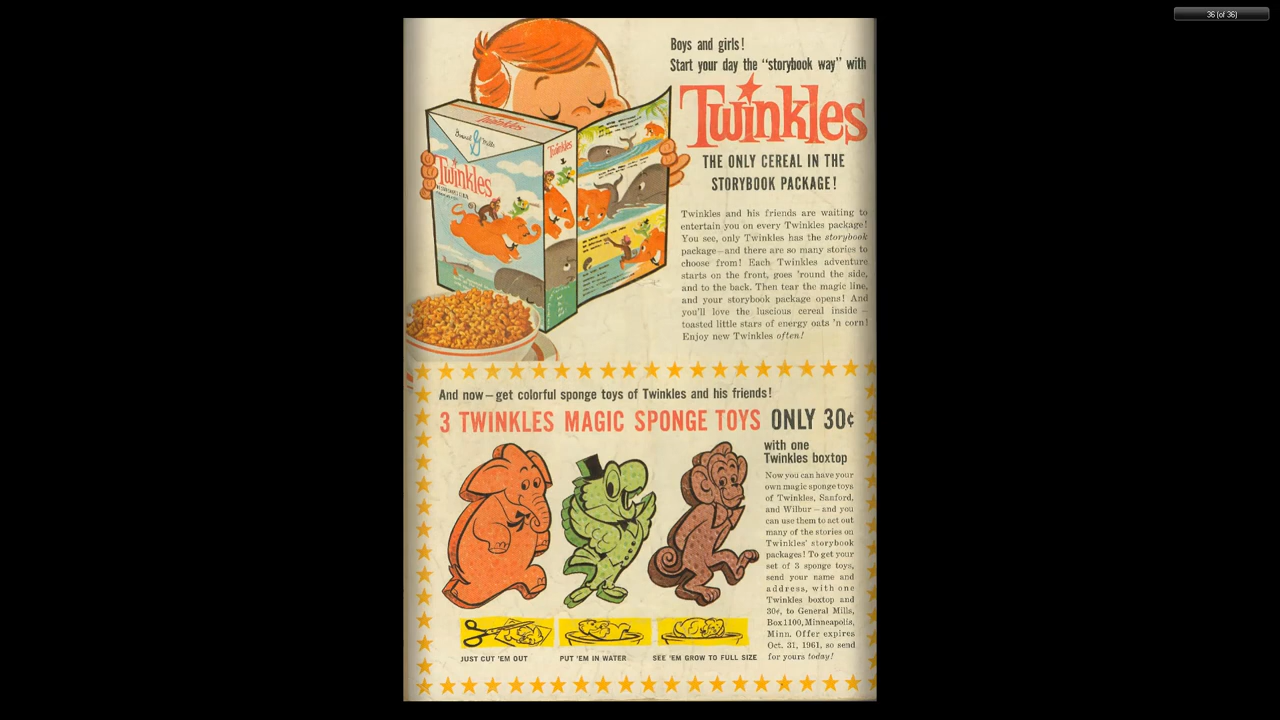 36 (of 36)
Boys and girls!
Start your day the "storybook way" with
Twinkles
THE ONLY CEREAL IN THE
STORYBOOK PACKAGE!
General Mills
Twinkles
Twinkles
Twinkles
Twinkles and his friends are waiting to
entertain you on every Twinkles package!
You see, only Twinkles has the storybook
package—and there are so many stories to
choose from! Each Twinkles adventure
starts on the front, goes 'round the side,
and to the back. Then tear the magic line,
and your storybook package opens! And
you'll love the luscious cereal inside –
toasted little stars of energy oats 'n corn!
Enjoy new Twinkles often!
And now—get colorful sponge toys of Twinkles and his friends!
3 TWINKLES MAGIC SPONGE TOYS ONLY 30¢
with one
Twinkles boxtop
Now you can have your
own magic sponge toys
of Twinkles, Sanford,
and Wilbur – and you
can use them to act out
many of the stories on
Twinkles' storybook
packages! To get your
set of 3 sponge toys,
send your name and
address, with one
Twinkles boxtop and
30¢, to General Mills,
Box 1100, Minneapolis,
Minn. Offer expires
Oct. 31, 1961, so send
for yours today!
JUST CUT 'EM OUT
PUT 'EM IN WATER
SEE 'EM GROW TO FULL SIZE